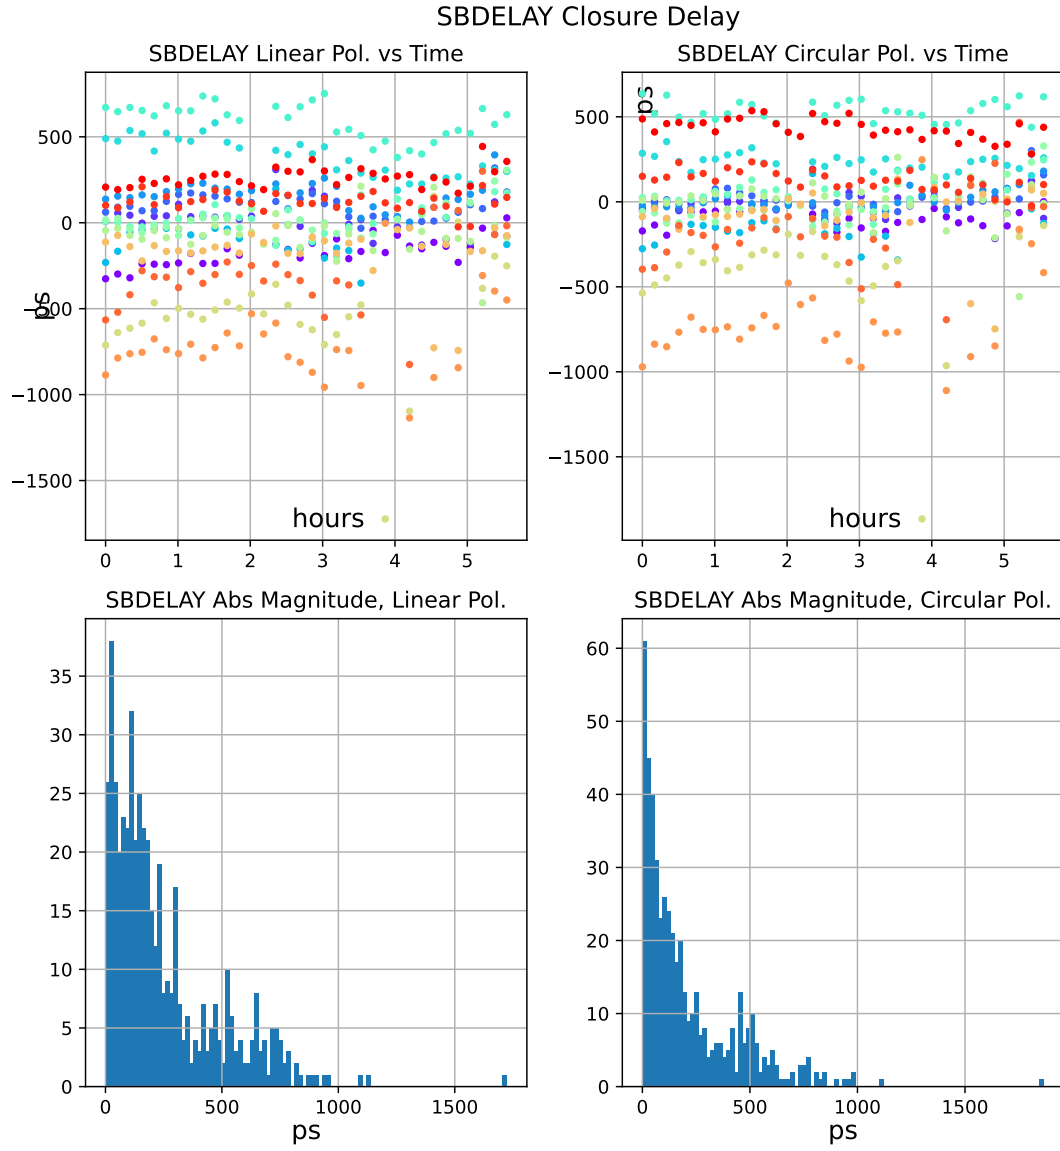 SBDELAY Closure Delay
SBDELAY Linear Pol. vs Time
SBDELAY Circular Pol. vs Time
500
0
−500
−1000
−1500
ps
hours
0 1 2 3 4 5
500
0
−500
−1000
−1500
ps
hours
0 1 2 3 4 5
SBDELAY Abs Magnitude, Linear Pol.
SBDELAY Abs Magnitude, Circular Pol.
35
30
25
20
15
10
5
0
0 500 1000 1500
ps
60
50
40
30
20
10
0
0 500 1000 1500
ps